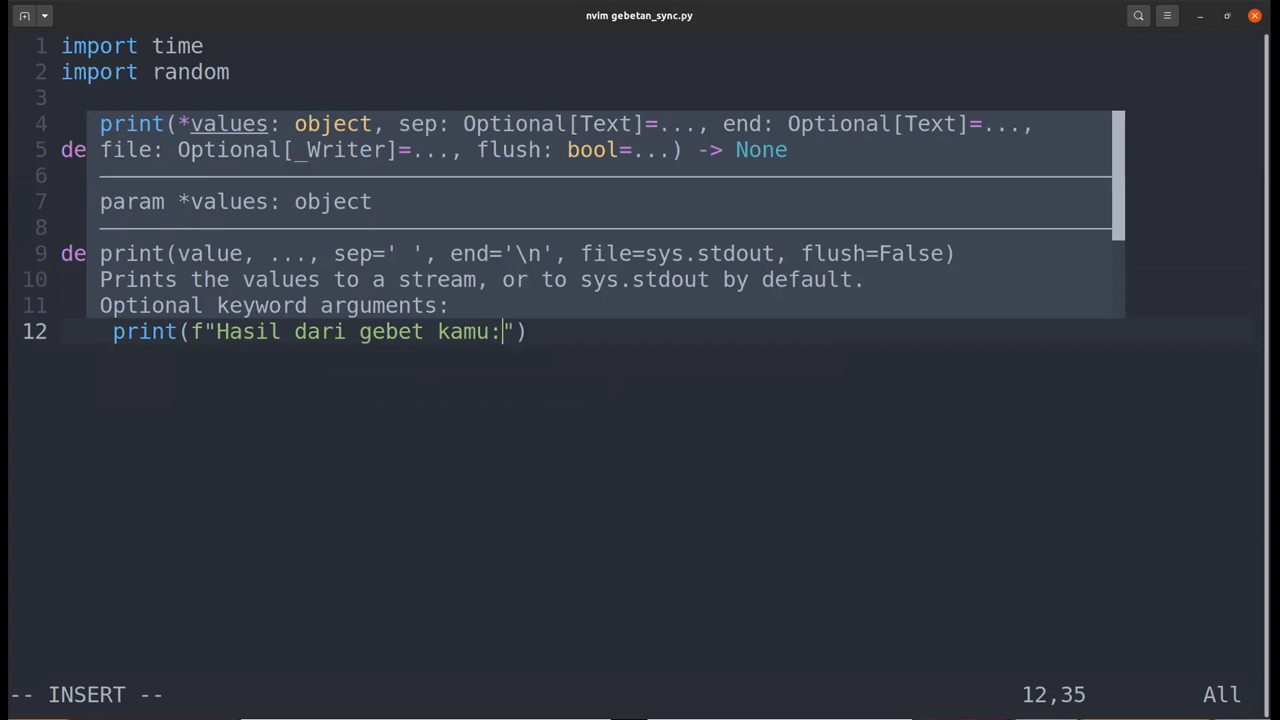 nvim gebetan_sync.py
1 import time
2 import random
3
4 print(*values: object, sep: Optional[Text]=..., end: Optional[Text]=...,
5 de file: Optional[_Writer]=..., flush: bool=...) -> None
6
7 param *values: object
8
9 de print(value, ..., sep=' ', end='\n', file=sys.stdout, flush=False)
10 Prints the values to a stream, or to sys.stdout by default.
11 Optional keyword arguments:
12 print(f"Hasil dari gebet kamu:")
-- INSERT -- 12,35 All